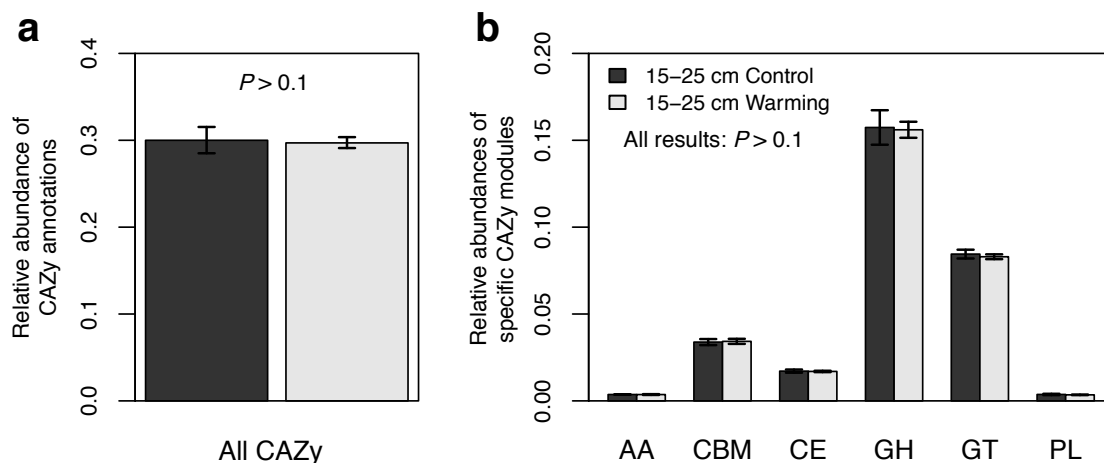 a
Relative abundance of
CAZy annotations
0.0
0.1
0.2
0.3
0.4
P > 0.1
All CAZy
b
Relative abundances of
specific CAZy modules
0.00
0.05
0.10
0.15
0.20
15–25 cm Control
15–25 cm Warming
All results: P > 0.1
AA CBM CE GH GT PL